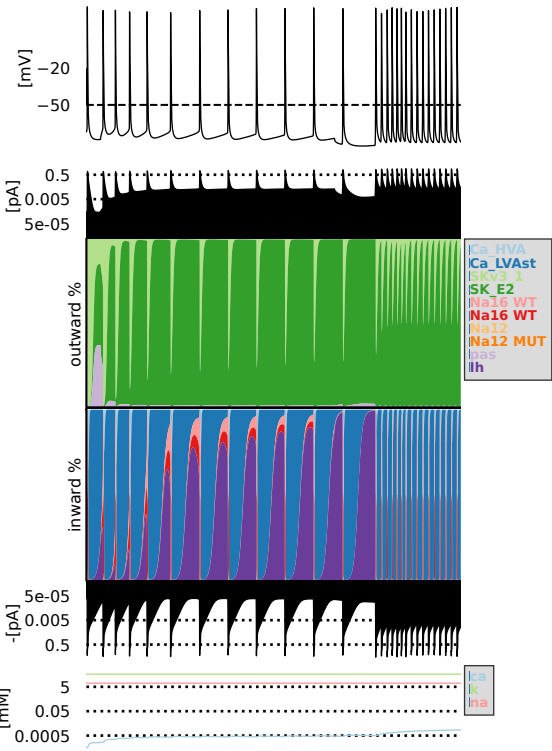 [mV]
−20
−50
[pA]
0.5
0.005
5e-05
outward %
Ca_HVA
Ca_LVAst
SKv3_1
SK_E2
Na16 WT
Na16 WT
Na12
Na12 MUT
pas
Ih
inward %
-[pA]
5e-05
0.005
0.5
[mM]
5
0.05
0.0005
ca
k
na